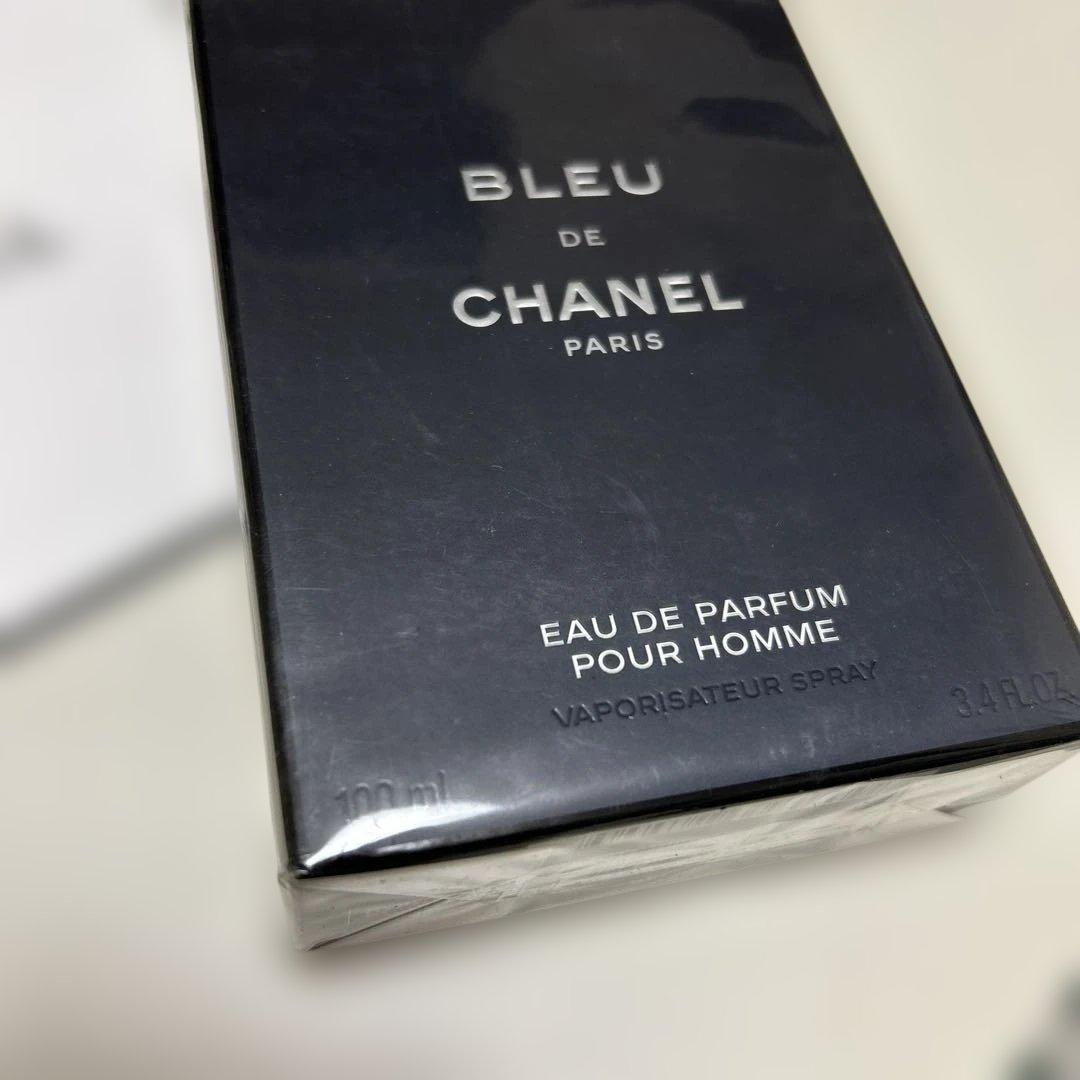 BLEU
DE
CHANEL
PARIS
EAU DE PARFUM
POUR HOMME
VAPORISATEUR SPRAY
100 ml
3.4 FL.OZ